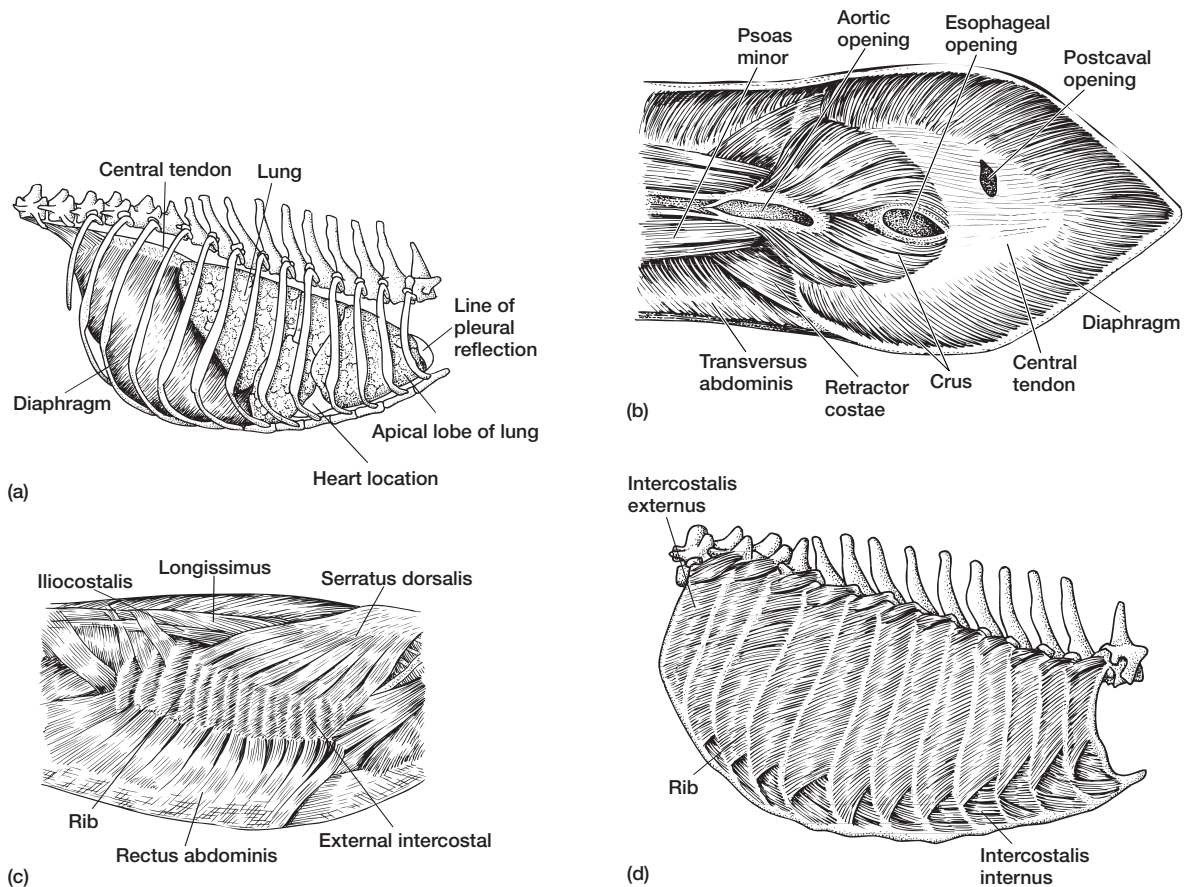 Central tendon
Lung
Line of
pleural
reflection
Diaphragm
Apical lobe of lung
Heart location
(a)
Psoas
minor
Aortic
opening
Esophageal
opening
Postcaval
opening
Diaphragm
Transversus
abdominis
Retractor
costae
Crus
Central
tendon
(b)
Iliocostalis
Longissimus
Serratus dorsalis
Rib
Rectus abdominis
External intercostal
(c)
Intercostalis
externus
Rib
Intercostalis
internus
(d)